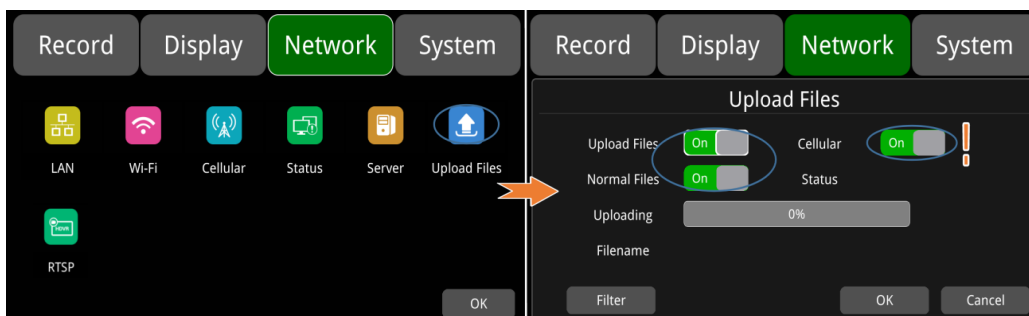 Record Display Network System
LAN Wi-Fi Cellular Status Server Upload Files
RTSP
OK
Record Display Network System
Upload Files
Upload Files On Cellular On
Normal Files On Status
Uploading 0%
Filename
Filter OK Cancel